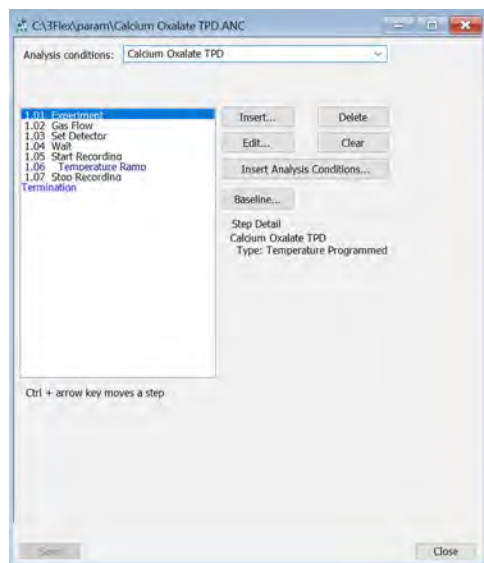 C:\3Flex\param\Calcium Oxalate TPD.ANC
Analysis conditions: Calcium Oxalate TPD
1.01 Experiment
1.02 Gas Flow
1.03 Set Detector
1.04 Wait
1.05 Start Recording
1.06 Temperature Ramp
1.07 Stop Recording
Termination
Insert... Delete
Edit... Clear
Insert Analysis Conditions...
Baseline...
Step Detail
Calcium Oxalate TPD
Type: Temperature Programmed
Ctrl + arrow key moves a step
Save Close